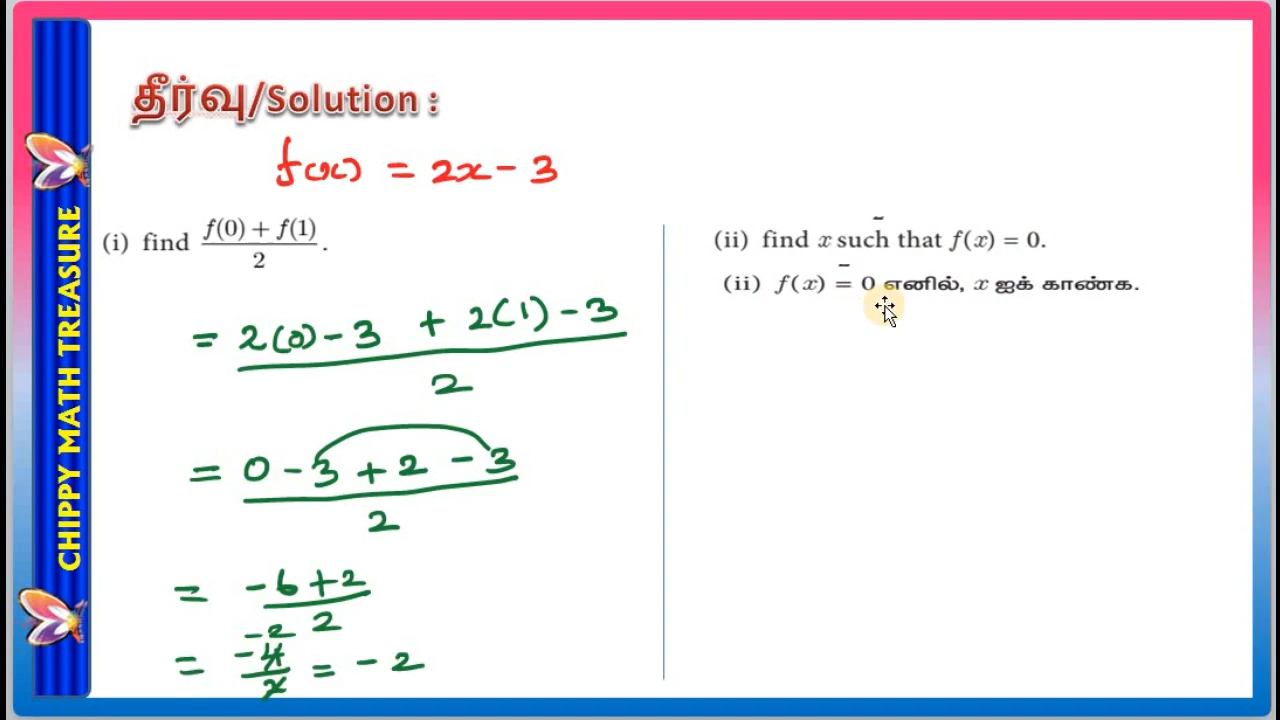 CHIPPY MATH TREASURE
தீர்வு/Solution :
f(x) = 2x - 3
(i) find f(0) + f(1) / 2 .
= 2(0) - 3 + 2(1) - 3 / 2
= 0 - 3 + 2 - 3 / 2
= -6 + 2 / 2
-2
= -4 / 2 = -2
(ii) find x such that f(x) = 0.
(ii) f(x) = 0 எனில், x ஐக் காண்க.